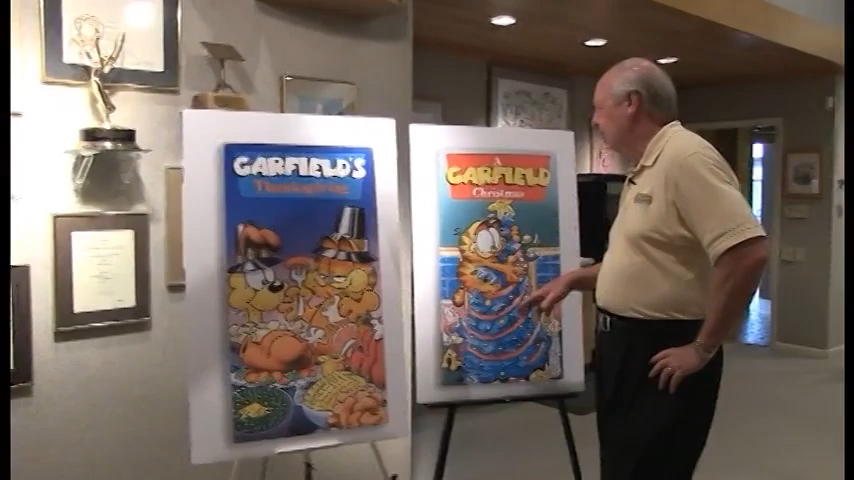 GARFIELD'S
Thanksgiving
A
GARFIELD
Christmas